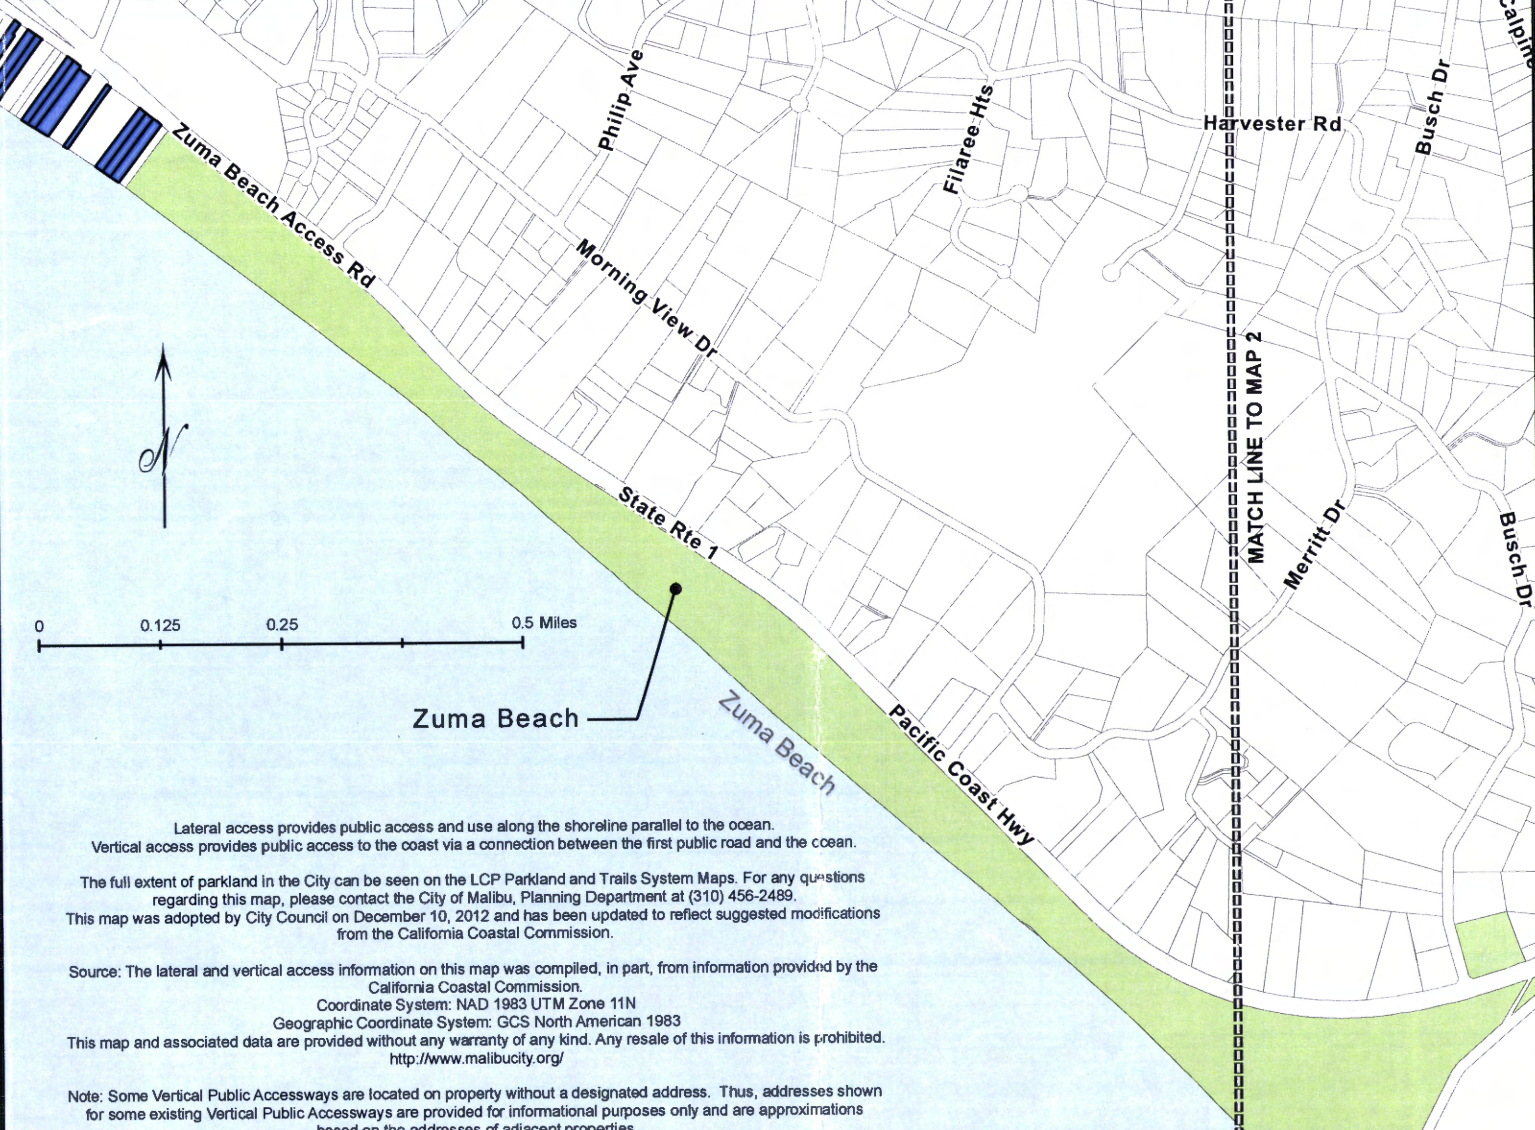 Calpine
Philip Ave
Busch Dr
Filaree Hts
Harvester Rd
Zuma Beach Access Rd
Morning View Dr
MATCH LINE TO MAP 2
N
State Rte 1
Merritt Dr
Busch Dr
0 0.125 0.25 0.5 Miles
Zuma Beach
Zuma Beach
Pacific Coast Hwy
Lateral access provides public access and use along the shoreline parallel to the ocean.
Vertical access provides public access to the coast via a connection between the first public road and the ocean.
The full extent of parkland in the City can be seen on the LCP Parkland and Trails System Maps. For any questions
regarding this map, please contact the City of Malibu, Planning Department at (310) 456-2489.
This map was adopted by City Council on December 10, 2012 and has been updated to reflect suggested modifications
from the California Coastal Commission.
Source: The lateral and vertical access information on this map was compiled, in part, from information provided by the
California Coastal Commission.
Coordinate System: NAD 1983 UTM Zone 11N
Geographic Coordinate System: GCS North American 1983
This map and associated data are provided without any warranty of any kind. Any resale of this information is prohibited.
http://www.malibucity.org/
Note: Some Vertical Public Accessways are located on property without a designated address. Thus, addresses shown
for some existing Vertical Public Accessways are provided for informational purposes only and are approximations
based on the addresses of adjacent properties.